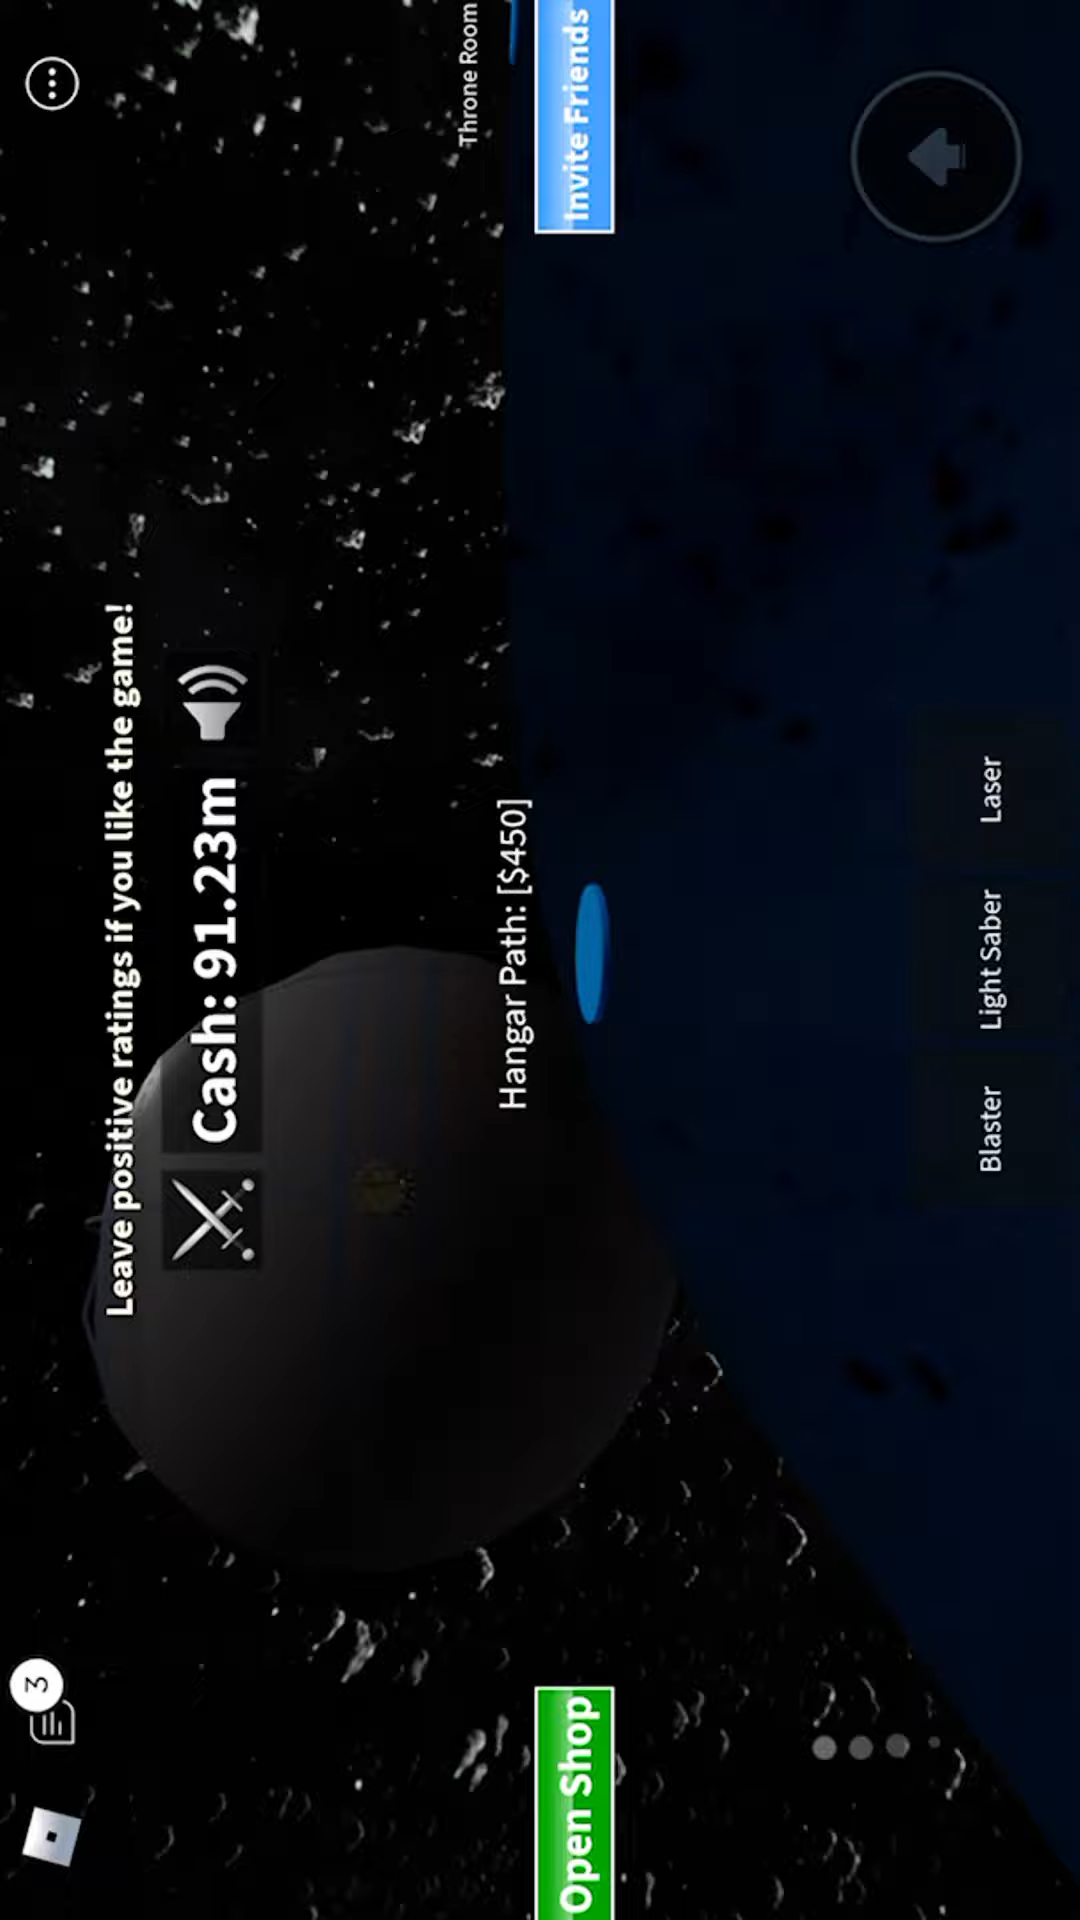 3
Leave positive ratings if you like the game!
Cash: 91.23m
Throne Room
Hangar Path: [$450]
Open Shop
Invite Friends
Blaster
Light Saber
Laser